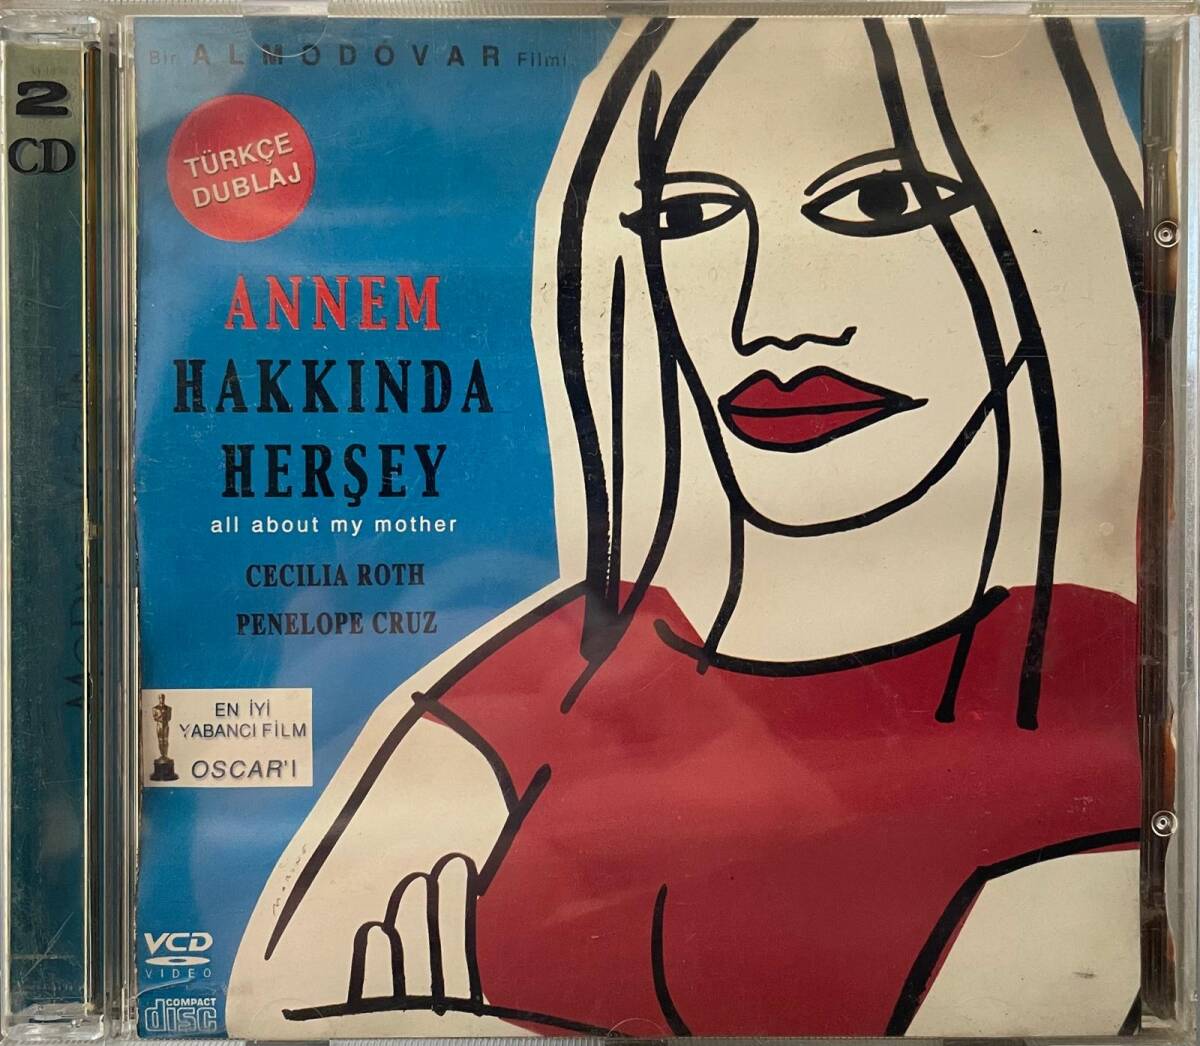 2
CD
Bir ALMODÓVAR Filmi
TÜRKÇE
DUBLAJ
ANNEM
HAKKINDA
HERŞEY
all about my mother
CECILIA ROTH
PENELOPE CRUZ
EN İYİ
YABANCI FİLM
OSCAR'I
VCD
VIDEO
COMPACT
disc